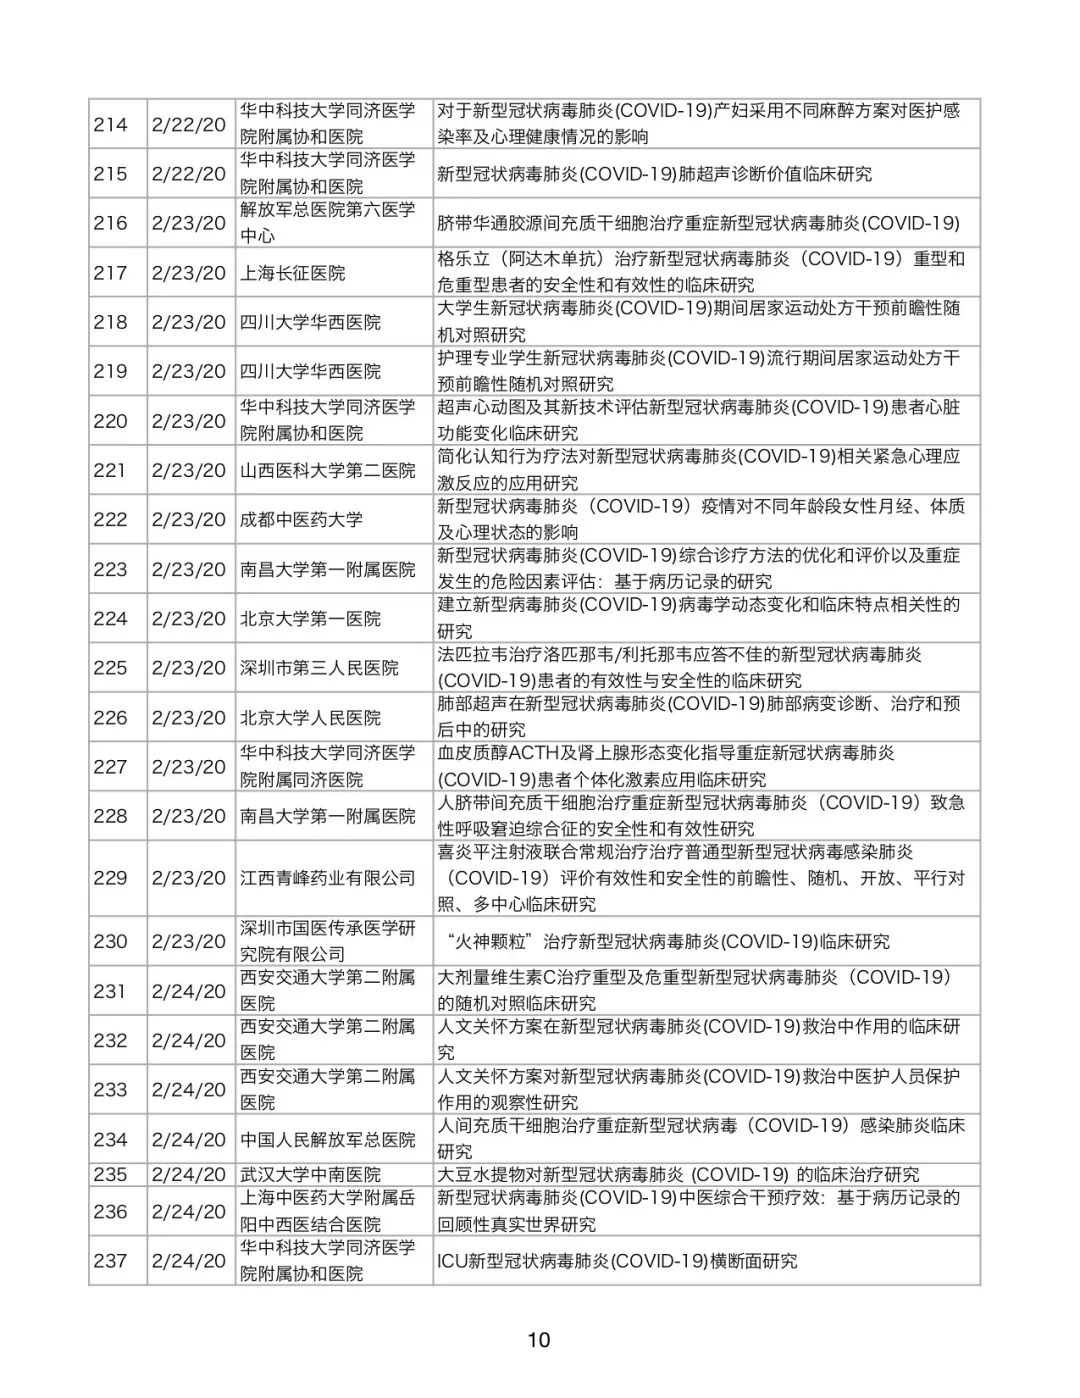 214 2/22/20 华中科技大学同济医学 对于新型冠状病毒肺炎(COVID-19)产妇采用不同麻醉方案对医护感
院附属协和医院 染率及心理健康情况的影响
215 2/22/20 华中科技大学同济医学 新型冠状病毒肺炎(COVID-19)肺超声诊断价值临床研究
院附属协和医院
216 2/23/20 解放军总医院第六医学 脐带华通胶源间充质干细胞治疗重症新型冠状病毒肺炎(COVID-19)
中心
217 2/23/20 上海长征医院 格乐立（阿达木单抗）治疗新型冠状病毒肺炎（COVID-19）重型和
危重型患者的安全性和有效性的临床研究
218 2/23/20 四川大学华西医院 大学生新冠状病毒肺炎(COVID-19)期间居家运动处方干预前瞻性随
机对照研究
219 2/23/20 四川大学华西医院 护理专业学生新冠状病毒肺炎(COVID-19)流行期间居家运动处方干
预前瞻性随机对照研究
220 2/23/20 华中科技大学同济医学 超声心动图及其新技术评估新型冠状病毒肺炎(COVID-19)患者心脏
院附属协和医院 功能变化临床研究
221 2/23/20 山西医科大学第二医院 简化认知行为疗法对新型冠状病毒肺炎(COVID-19)相关紧急心理应
激反应的应用研究
222 2/23/20 成都中医药大学 新型冠状病毒肺炎（COVID-19）疫情对不同年龄段女性月经、体质
及心理状态的影响
223 2/23/20 南昌大学第一附属医院 新型冠状病毒肺炎(COVID-19)综合诊疗方法的优化和评价以及重症
发生的危险因素评估：基于病历记录的研究
224 2/23/20 北京大学第一医院 建立新型病毒肺炎(COVID-19)病毒学动态变化和临床特点相关性的
研究
225 2/23/20 深圳市第三人民医院 法匹拉韦治疗洛匹那韦/利托那韦应答不佳的新型冠状病毒肺炎
(COVID-19)患者的有效性与安全性的临床研究
226 2/23/20 北京大学人民医院 肺部超声在新型冠状病毒肺炎(COVID-19)肺部病变诊断、治疗和预
后中的研究
227 2/23/20 华中科技大学同济医学 血皮质醇ACTH及肾上腺形态变化指导重症新冠状病毒肺炎
院附属同济医院 (COVID-19)患者个体化激素应用临床研究
228 2/23/20 南昌大学第一附属医院 人脐带间充质干细胞治疗重症新型冠状病毒肺炎（COVID-19）致急
性呼吸窘迫综合征的安全性和有效性研究
229 2/23/20 江西青峰药业有限公司 喜炎平注射液联合常规治疗治疗普通型新型冠状病毒感染肺炎
（COVID-19）评价有效性和安全性的前瞻性、随机、开放、平行对
照、多中心临床研究
230 2/23/20 深圳市国医传承医学研 “火神颗粒”治疗新型冠状病毒肺炎(COVID-19)临床研究
究院有限公司
231 2/24/20 西安交通大学第二附属 大剂量维生素C治疗重型及危重型新型冠状病毒肺炎（COVID-19）
医院 的随机对照临床研究
232 2/24/20 西安交通大学第二附属 人文关怀方案在新型冠状病毒肺炎(COVID-19)救治中作用的临床研
医院 究
233 2/24/20 西安交通大学第二附属 人文关怀方案对新型冠状病毒肺炎(COVID-19)救治中医护人员保护
医院 作用的观察性研究
234 2/24/20 中国人民解放军总医院 人间充质干细胞治疗重症新型冠状病毒（COVID-19）感染肺炎临床
研究
235 2/24/20 武汉大学中南医院 大豆水提物对新型冠状病毒肺炎 (COVID-19) 的临床治疗研究
236 2/24/20 上海中医药大学附属岳 新型冠状病毒肺炎(COVID-19)中医综合干预疗效：基于病历记录的
阳中西医结合医院 回顾性真实世界研究
237 2/24/20 华中科技大学同济医学 ICU新型冠状病毒肺炎(COVID-19)横断面研究
院附属协和医院
10